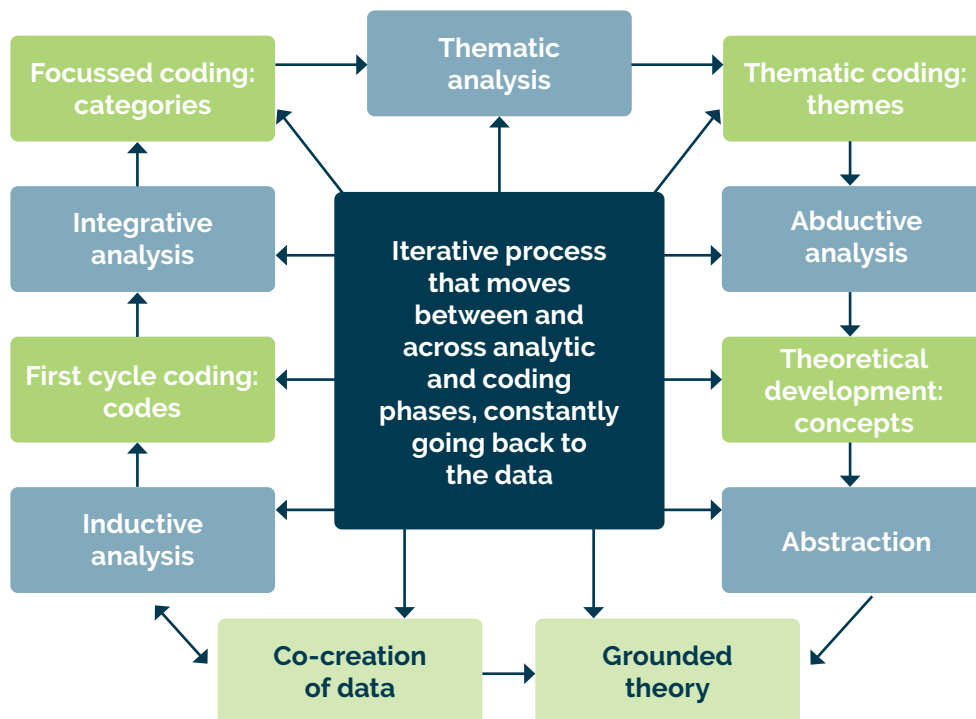 Thematic
analysis
Focussed coding:
categories
Thematic coding:
themes
Integrative
analysis
Iterative process
that moves
between and
across analytic
and coding
phases, constantly
going back to
the data
Abductive
analysis
First cycle coding:
codes
Theoretical
development:
concepts
Inductive
analysis
Abstraction
Co-creation
of data
Grounded
theory